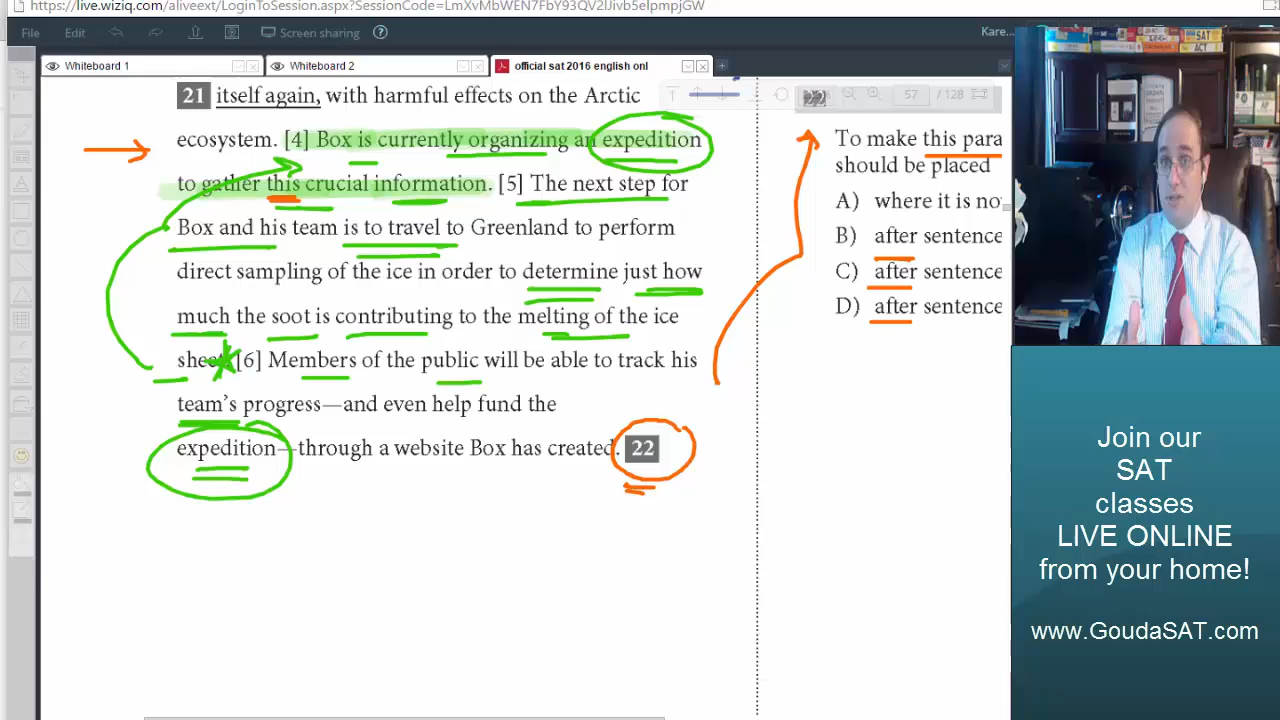 https://live.wiziq.com/aliveext/LoginToSession.aspx?SessionCode=LmXvMbWEN7FbY93QV2lJivb5eIpmpjGW
File Edit Screen sharing ? Kare...
Whiteboard 1 Whiteboard 2 official sat 2016 english onl
22 57 / 128
21 itself again, with harmful effects on the Arctic
ecosystem. [4] Box is currently organizing an expedition
to gather this crucial information. [5] The next step for
Box and his team is to travel to Greenland to perform
direct sampling of the ice in order to determine just how
much the soot is contributing to the melting of the ice
sheet. [6] Members of the public will be able to track his
team's progress—and even help fund the
expedition—through a website Box has created. 22
To make this para
should be placed
A) where it is no
B) after sentence
C) after sentence
D) after sentence
SAT
ACT
Join our
SAT
classes
LIVE ONLINE
from your home!
www.GoudaSAT.com